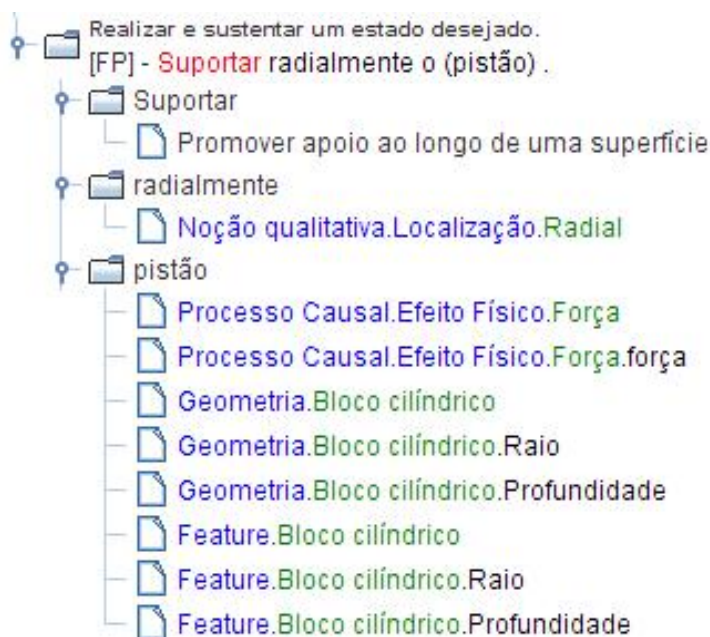 Realizar e sustentar um estado desejado.
[FP] - Suportar radialmente o (pistão) .
Suportar
Promover apoio ao longo de uma superfície
radialmente
Noção qualitativa.Localização.Radial
pistão
Processo Causal.Efeito Físico.Força
Processo Causal.Efeito Físico.Força.força
Geometria.Bloco cilíndrico
Geometria.Bloco cilíndrico.Raio
Geometria.Bloco cilíndrico.Profundidade
Feature.Bloco cilíndrico
Feature.Bloco cilíndrico.Raio
Feature.Bloco cilíndrico.Profundidade